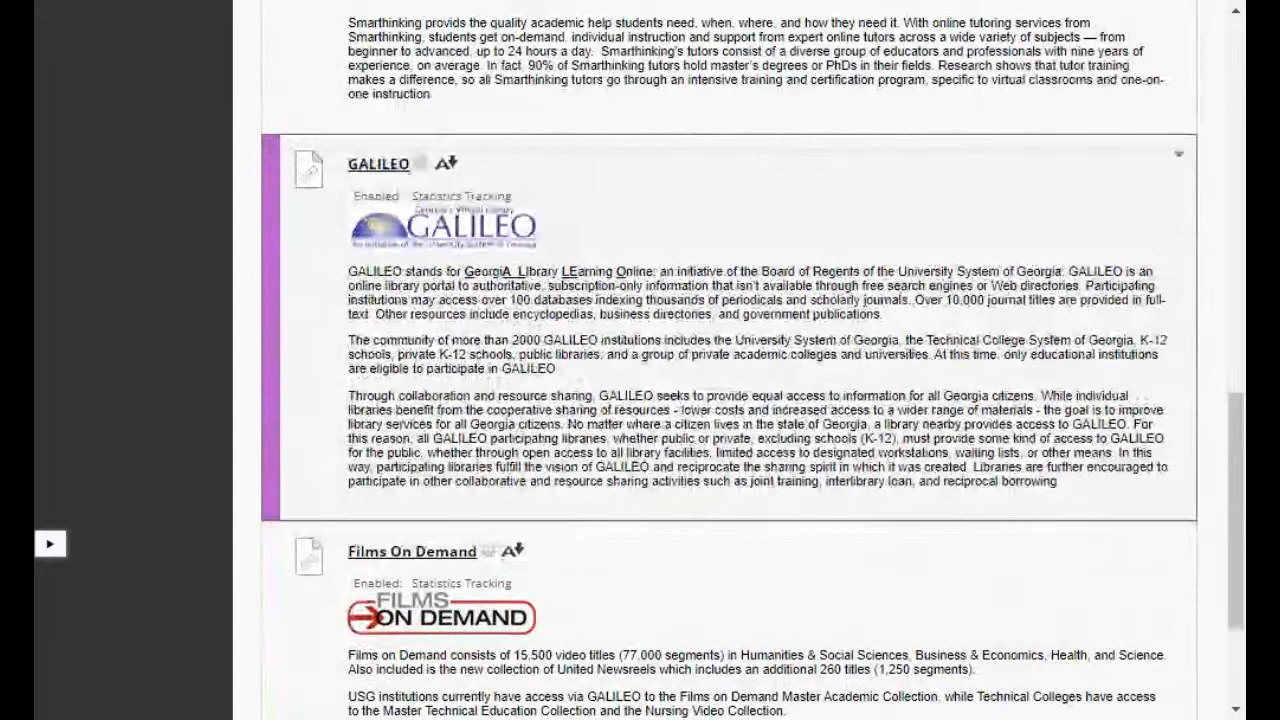 Smarthinking provides the quality academic help students need, when, where, and how they need it. With online tutoring services from
Smarthinking, students get on-demand, individual instruction and support from expert online tutors across a wide variety of subjects — from
beginner to advanced, up to 24 hours a day. Smarthinking's tutors consist of a diverse group of educators and professionals with nine years of
experience, on average. In fact, 90% of Smarthinking tutors hold master's degrees or PhDs in their fields. Research shows that tutor training
makes a difference, so all Smarthinking tutors go through an intensive training and certification program, specific to virtual classrooms and one-on-
one instruction
GALILEO
Enabled: Statistics Tracking
Georgia's Virtual Library
GALILEO
An Initiative of the University System of Georgia
GALILEO stands for GeorgiA LIbrary LEarning Online, an initiative of the Board of Regents of the University System of Georgia. GALILEO is an
online library portal to authoritative, subscription-only information that isn't available through free search engines or Web directories. Participating
institutions may access over 100 databases indexing thousands of periodicals and scholarly journals. Over 10,000 journal titles are provided in full-
text. Other resources include encyclopedias, business directories, and government publications.
The community of more than 2000 GALILEO institutions includes the University System of Georgia, the Technical College System of Georgia, K-12
schools, private K-12 schools, public libraries, and a group of private academic colleges and universities. At this time, only educational institutions
are eligible to participate in GALILEO
Through collaboration and resource sharing, GALILEO seeks to provide equal access to information for all Georgia citizens. While individual
libraries benefit from the cooperative sharing of resources - lower costs and increased access to a wider range of materials - the goal is to improve
library services for all Georgia citizens. No matter where a citizen lives in the state of Georgia, a library nearby provides access to GALILEO. For
this reason, all GALILEO participating libraries, whether public or private, excluding schools (K-12), must provide some kind of access to GALILEO
for the public, whether through open access to all library facilities, limited access to designated workstations, waiting lists, or other means. In this
way, participating libraries fulfill the vision of GALILEO and reciprocate the sharing spirit in which it was created. Libraries are further encouraged to
participate in other collaborative and resource sharing activities such as joint training, interlibrary loan, and reciprocal borrowing
Films On Demand
Enabled: Statistics Tracking
FILMS
ON DEMAND
Films on Demand consists of 15,500 video titles (77,000 segments) in Humanities & Social Sciences, Business & Economics, Health, and Science.
Also included is the new collection of United Newsreels which includes an additional 260 titles (1,250 segments).
USG institutions currently have access via GALILEO to the Films on Demand Master Academic Collection, while Technical Colleges have access
to the Master Technical Education Collection and the Nursing Video Collection.